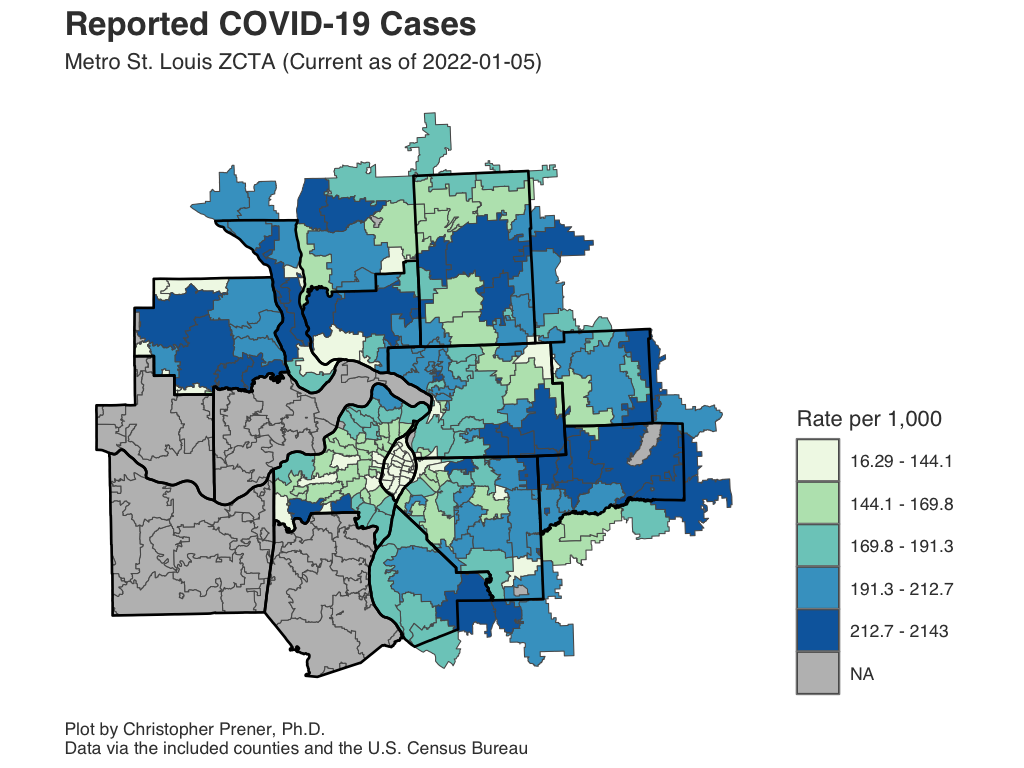 Reported COVID-19 Cases
Metro St. Louis ZCTA (Current as of 2022-01-05)
Rate per 1,000
16.29 - 144.1
144.1 - 169.8
169.8 - 191.3
191.3 - 212.7
212.7 - 2143
NA
Plot by Christopher Prener, Ph.D.
Data via the included counties and the U.S. Census Bureau